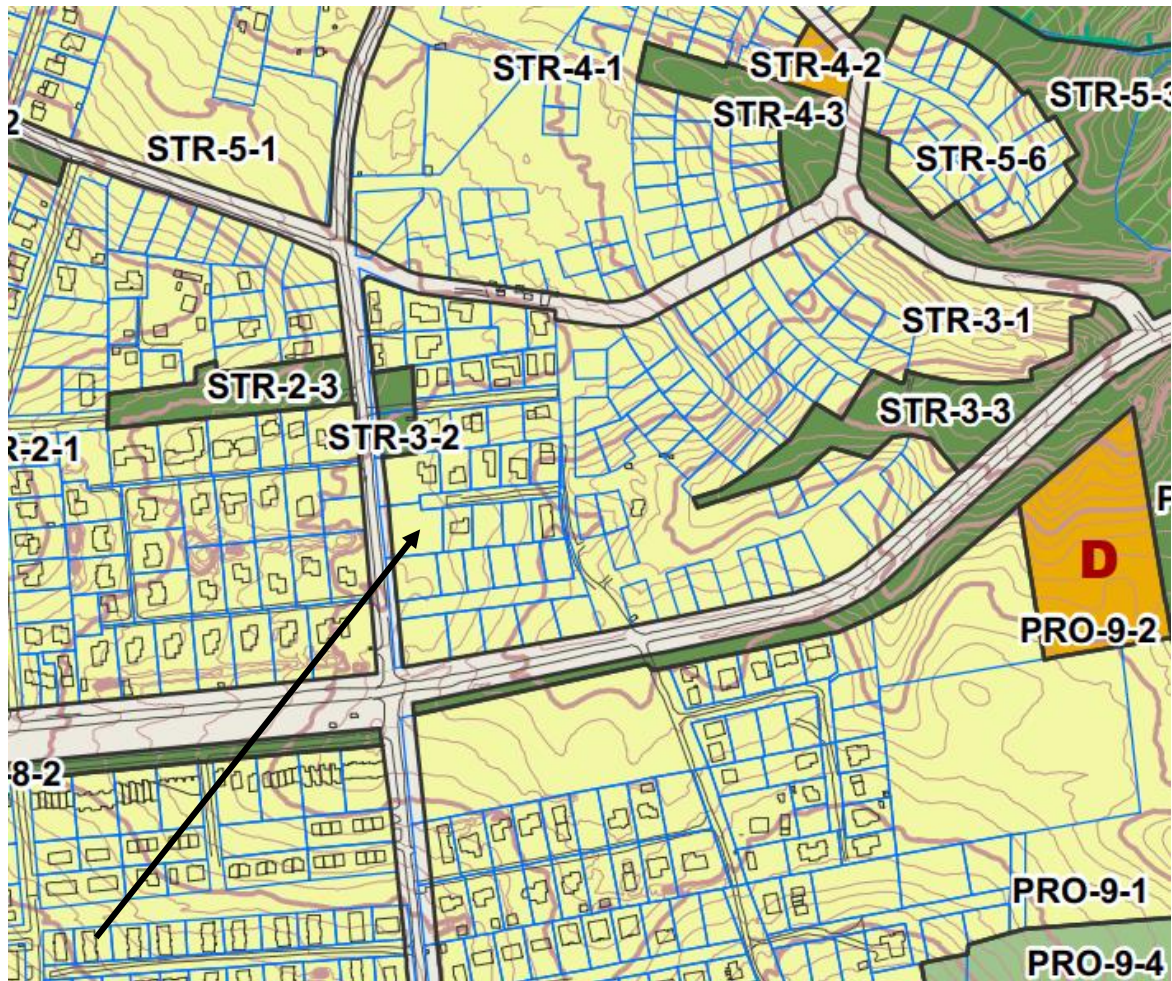 STR-4-1
STR-4-2
STR-5-3
STR-4-3
2
STR-5-1
STR-5-6
STR-3-1
STR-2-3
STR-3-3
STR-3-2
R-2-1
P
D
PRO-9-2
-8-2
PRO-9-1
PRO-9-4